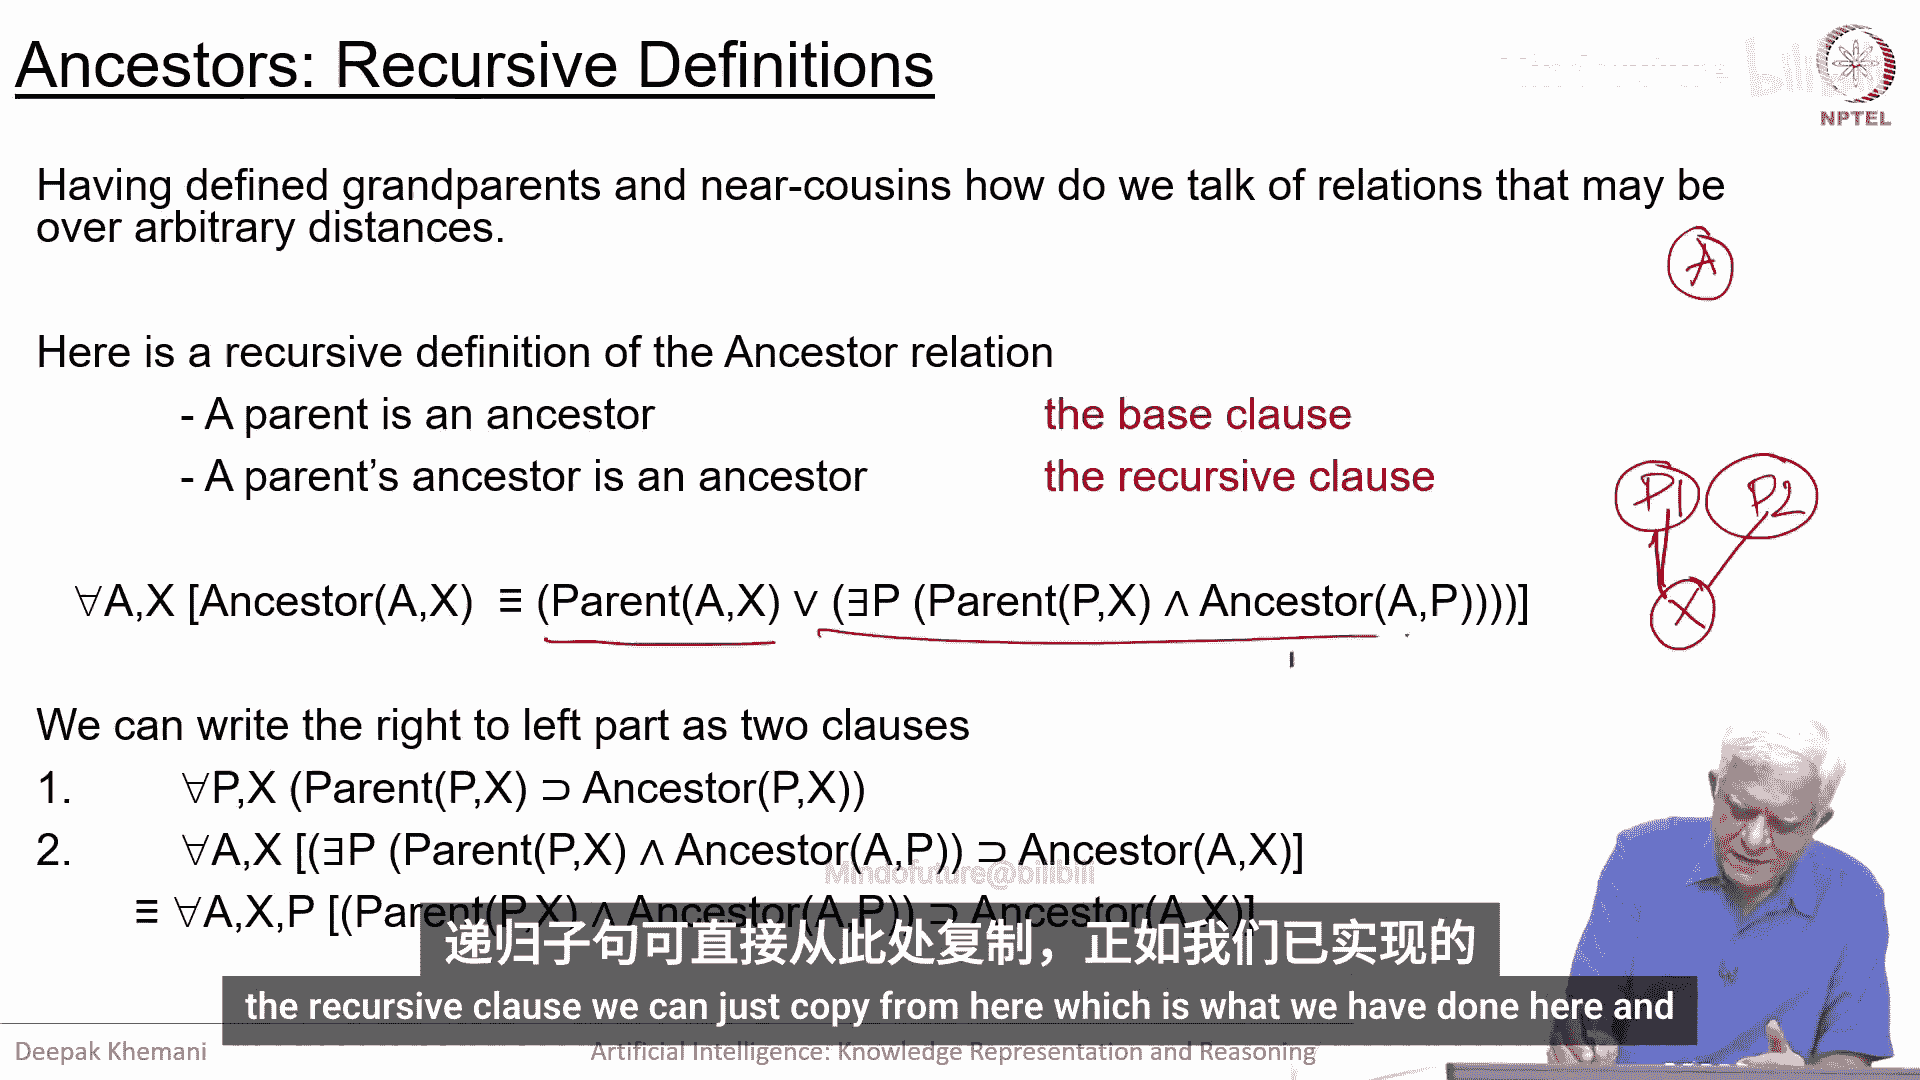 Ancestors: Recursive Definitions
NPTEL
Having defined grandparents and near-cousins how do we talk of relations that may be
over arbitrary distances.
A
Here is a recursive definition of the Ancestor relation
- A parent is an ancestor the base clause
- A parent's ancestor is an ancestor the recursive clause
P1 P2
∀A,X [Ancestor(A,X) ≡ (Parent(A,X) ∨ (∃P (Parent(P,X) ∧ Ancestor(A,P))))]
X
We can write the right to left part as two clauses
1. ∀P,X (Parent(P,X) ⊃ Ancestor(P,X))
2. ∀A,X [(∃P (Parent(P,X) ∧ Ancestor(A,P)) ⊃ Ancestor(A,X)]
Mindofuture@bilibili
≡ ∀A,X,P [(Parent(P,X) ∧ Ancestor(A,P)) ⊃ Ancestor(A,X)]
递归子句可直接从此处复制，正如我们已实现的
the recursive clause we can just copy from here which is what we have done here and
Deepak Khemani Artificial Intelligence: Knowledge Representation and Reasoning